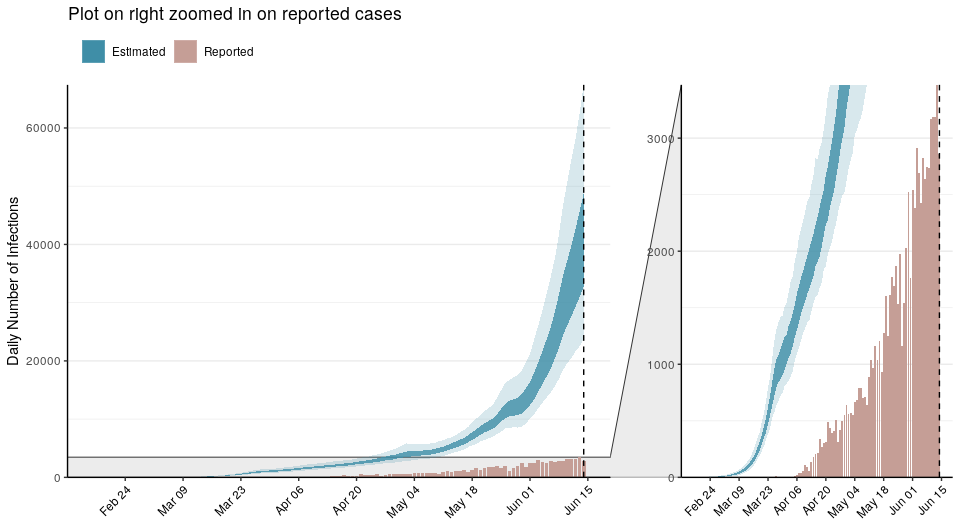 Plot on right zoomed in on reported cases
Estimated Reported
Daily Number of Infections
60000
40000
20000
0
Feb 24 Mar 09 Mar 23 Apr 06 Apr 20 May 04 May 18 Jun 01 Jun 15
3000
2000
1000
0
Feb 24 Mar 09 Mar 23 Apr 06 Apr 20 May 04 May 18 Jun 01 Jun 15